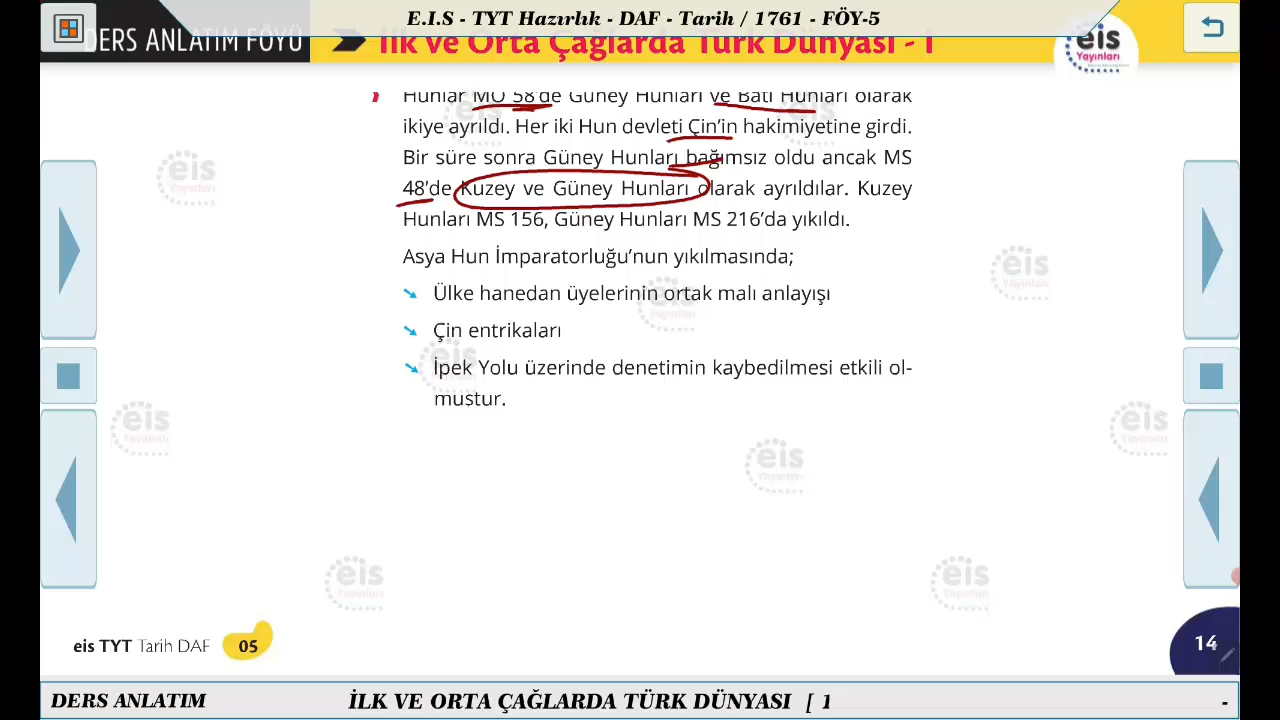 E.I.S - TYT Hazırlık - DAF - Tarih / 1761 - FÖY-5
DERS ANLATIM FÖYÜ
İlk ve Orta Çağlarda Türk Dünyası - I
eis
Yayınları
Hunlar MÖ 58'de Güney Hunları ve Batı Hunları olarak
ikiye ayrıldı. Her iki Hun devleti Çin'in hakimiyetine girdi.
Bir süre sonra Güney Hunları bağımsız oldu ancak MS
48'de Kuzey ve Güney Hunları olarak ayrıldılar. Kuzey
Hunları MS 156, Güney Hunları MS 216'da yıkıldı.
Asya Hun İmparatorluğu'nun yıkılmasında;
Ülke hanedan üyelerinin ortak malı anlayışı
Çin entrikaları
İpek Yolu üzerinde denetimin kaybedilmesi etkili ol-
muştur.
eis TYT Tarih DAF 05
14
DERS ANLATIM
İLK VE ORTA ÇAĞLARDA TÜRK DÜNYASI [ 1
-